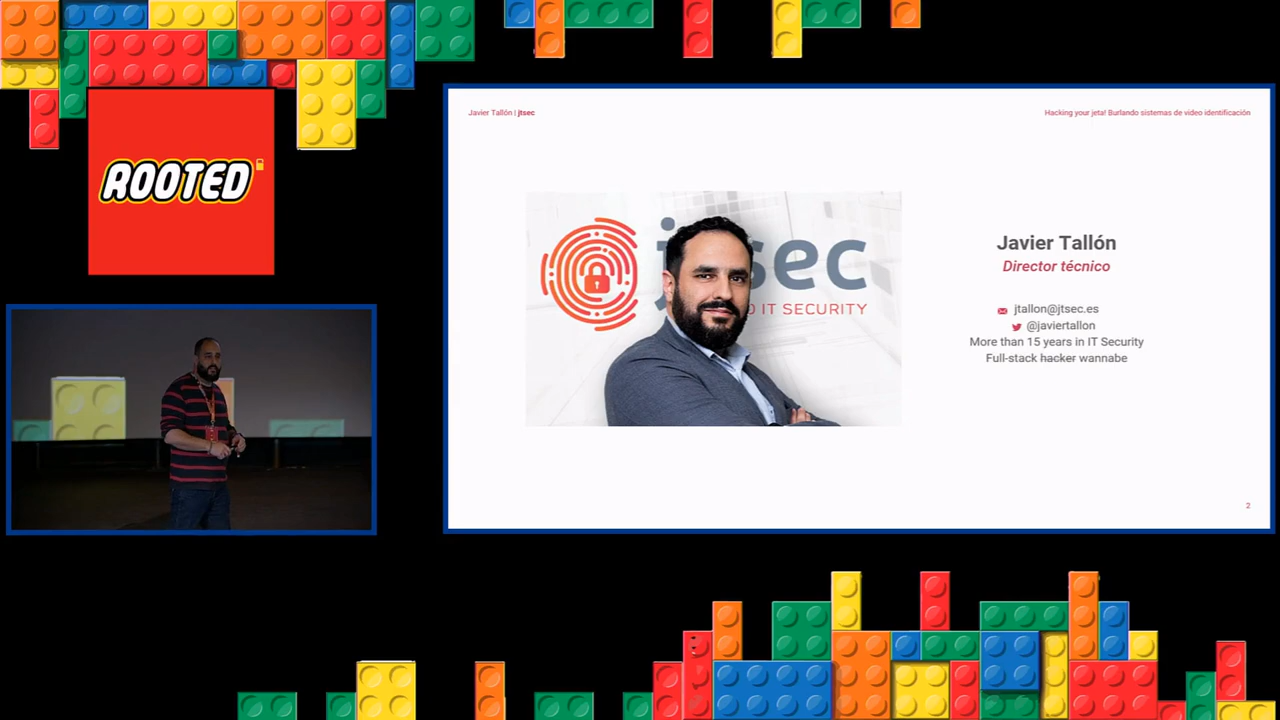 ROOTED
Javier Tallón | jtsec
Hacking your jeta! Burlando sistemas de video identificación
jtsec
D IT SECURITY
Javier Tallón
Director técnico
jtallon@jtsec.es
@javiertallon
More than 15 years in IT Security
Full-stack hacker wannabe
2